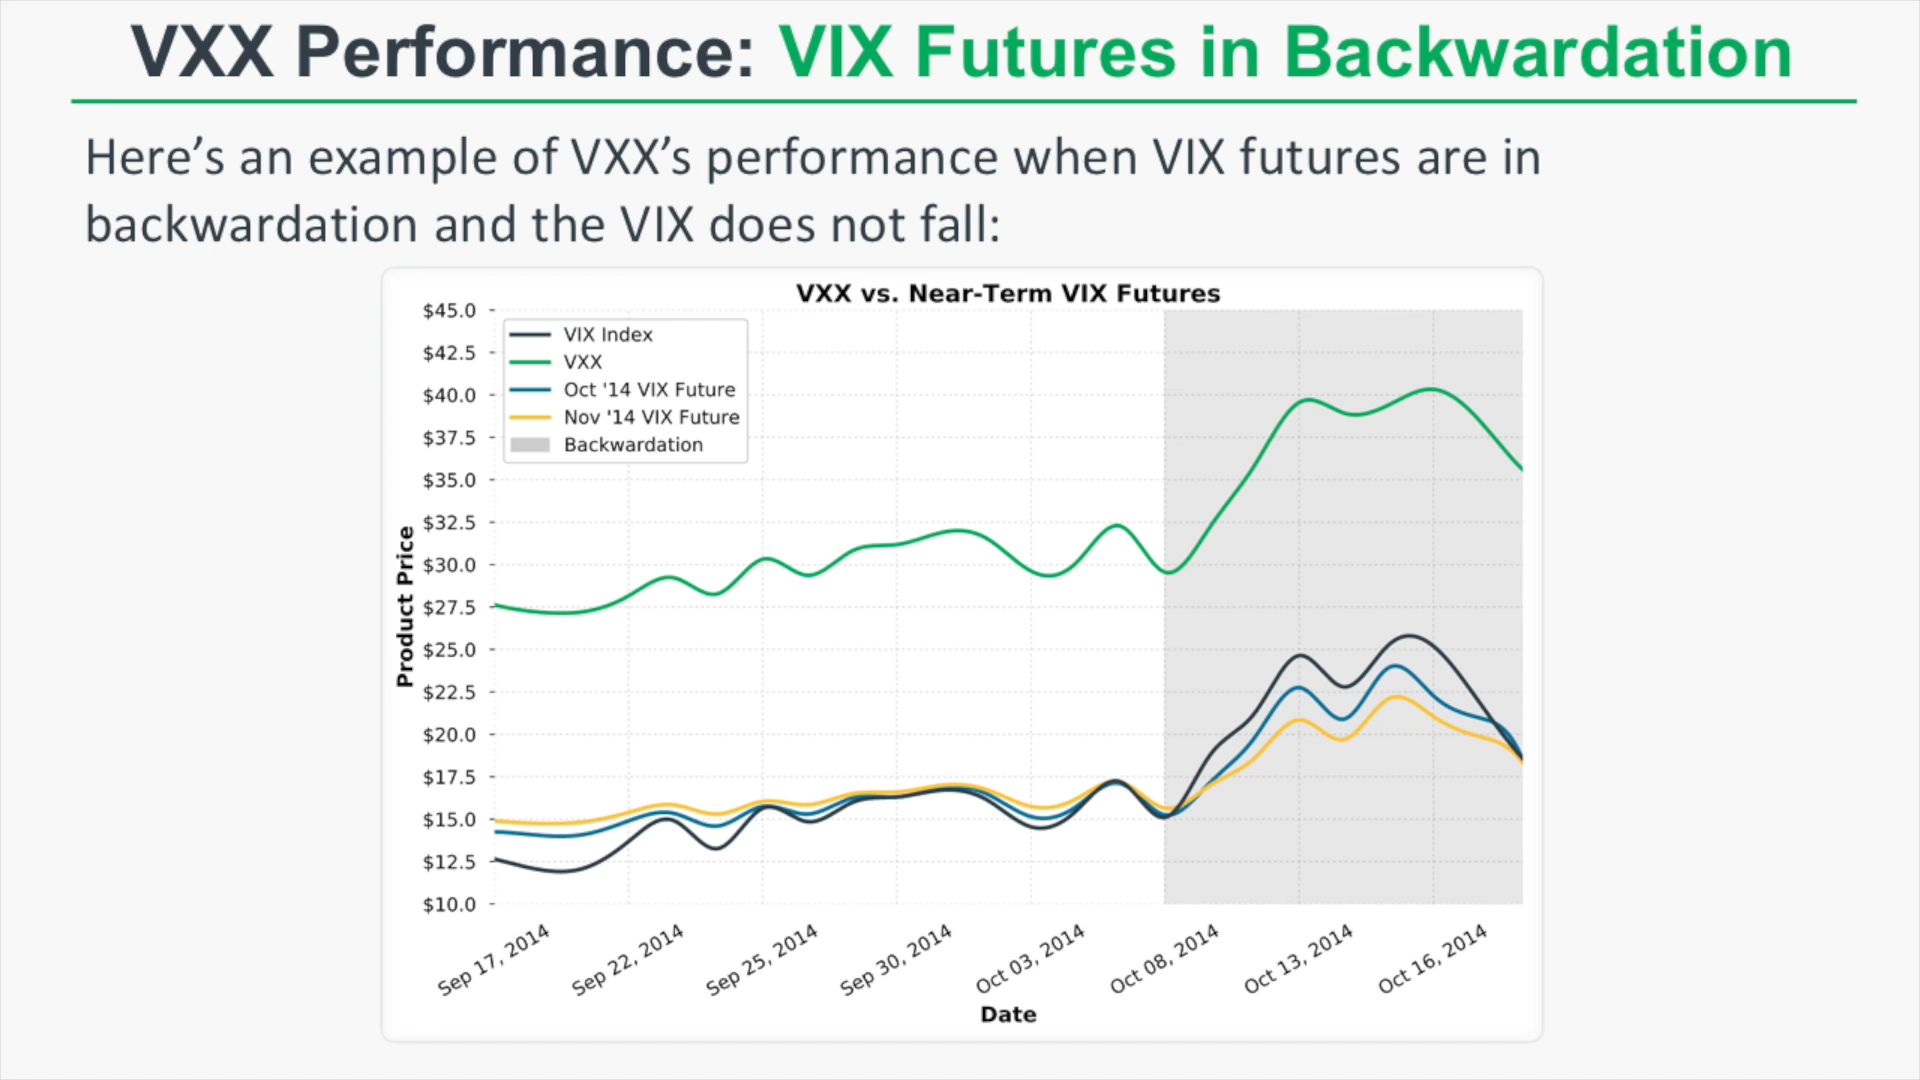 VXX Performance: VIX Futures in Backwardation
Here’s an example of VXX’s performance when VIX futures are in
backwardation and the VIX does not fall:
VXX vs. Near-Term VIX Futures
VIX Index
VXX
Oct '14 VIX Future
Nov '14 VIX Future
Backwardation
Product Price
$45.0
$42.5
$40.0
$37.5
$35.0
$32.5
$30.0
$27.5
$25.0
$22.5
$20.0
$17.5
$15.0
$12.5
$10.0
Sep 17, 2014
Sep 22, 2014
Sep 25, 2014
Sep 30, 2014
Oct 03, 2014
Oct 08, 2014
Oct 13, 2014
Oct 16, 2014
Date